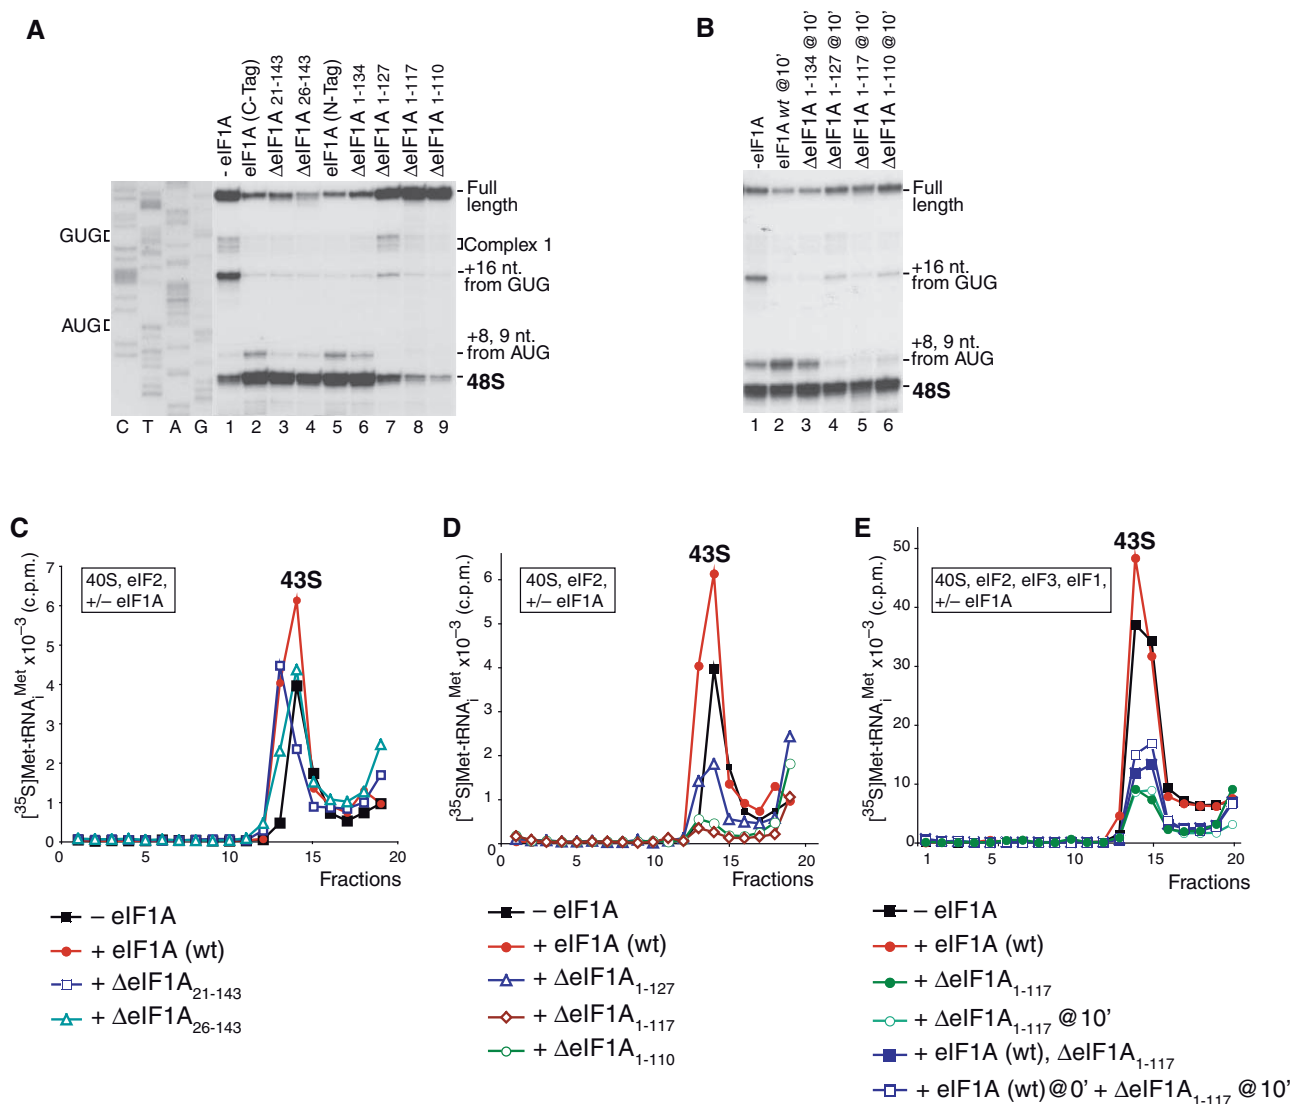 A
- eIF1A
eIF1A (C-Tag)
ΔeIF1A 21-143
ΔeIF1A 26-143
eIF1A (N-Tag)
ΔeIF1A 1-134
ΔeIF1A 1-127
ΔeIF1A 1-117
ΔeIF1A 1-110
GUG
AUG
Full
length
Complex 1
+16 nt.
from GUG
+8, 9 nt.
from AUG
48S
C T A G 1 2 3 4 5 6 7 8 9
B
-eIF1A
eIF1A wt @10'
ΔeIF1A 1-134 @10'
ΔeIF1A 1-127 @10'
ΔeIF1A 1-117 @10'
ΔeIF1A 1-110 @10'
Full
length
+16 nt.
from GUG
+8, 9 nt.
from AUG
48S
1 2 3 4 5 6
C
[35S]Met-tRNAiMet x10−3 (c.p.m.)
7
6
5
4
3
2
1
0
40S, eIF2,
+/− eIF1A
43S
0 5 10 15 20
Fractions
− eIF1A
+ eIF1A (wt)
+ ΔeIF1A21-143
+ ΔeIF1A26-143
D
[35S]Met-tRNAiMet x10−3 (c.p.m.)
6
5
4
3
2
1
0
40S, eIF2,
+/− eIF1A
43S
0 5 10 15 20
Fractions
− eIF1A
+ eIF1A (wt)
+ ΔeIF1A1-127
+ ΔeIF1A1-117
+ ΔeIF1A1-110
E
[35S]Met-tRNAiMet x10−3 (c.p.m.)
50
40
30
20
10
0
40S, eIF2, eIF3, eIF1,
+/− eIF1A
43S
1 5 10 15 20
Fractions
− eIF1A
+ eIF1A (wt)
+ ΔeIF1A1-117
+ ΔeIF1A1-117 @10'
+ eIF1A (wt), ΔeIF1A1-117
+ eIF1A (wt)@0' + ΔeIF1A1-117 @10'